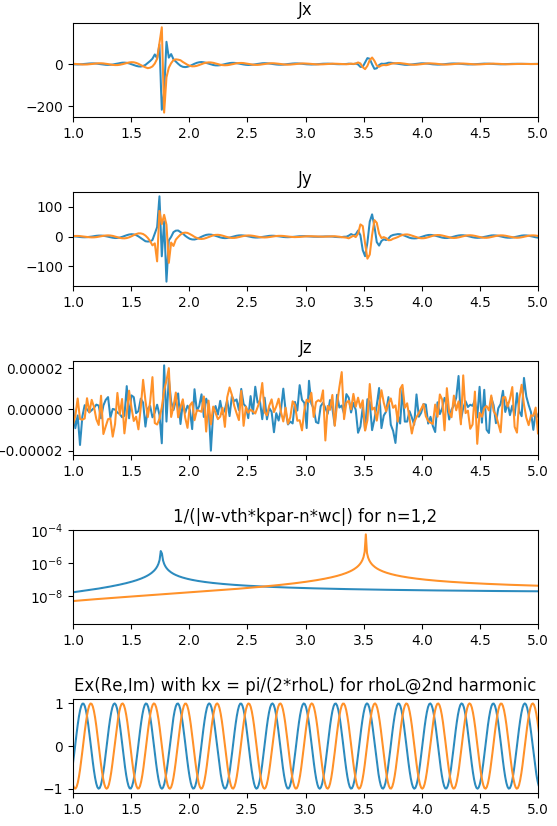 Jx
0
−200
1.0 1.5 2.0 2.5 3.0 3.5 4.0 4.5 5.0
Jy
100
0
−100
1.0 1.5 2.0 2.5 3.0 3.5 4.0 4.5 5.0
Jz
0.00002
0.00000
−0.00002
1.0 1.5 2.0 2.5 3.0 3.5 4.0 4.5 5.0
1/(|w-vth*kpar-n*wc|) for n=1,2
10−4
10−6
10−8
1.0 1.5 2.0 2.5 3.0 3.5 4.0 4.5 5.0
Ex(Re,Im) with kx = pi/(2*rhoL) for rhoL@2nd harmonic
1
0
−1
1.0 1.5 2.0 2.5 3.0 3.5 4.0 4.5 5.0